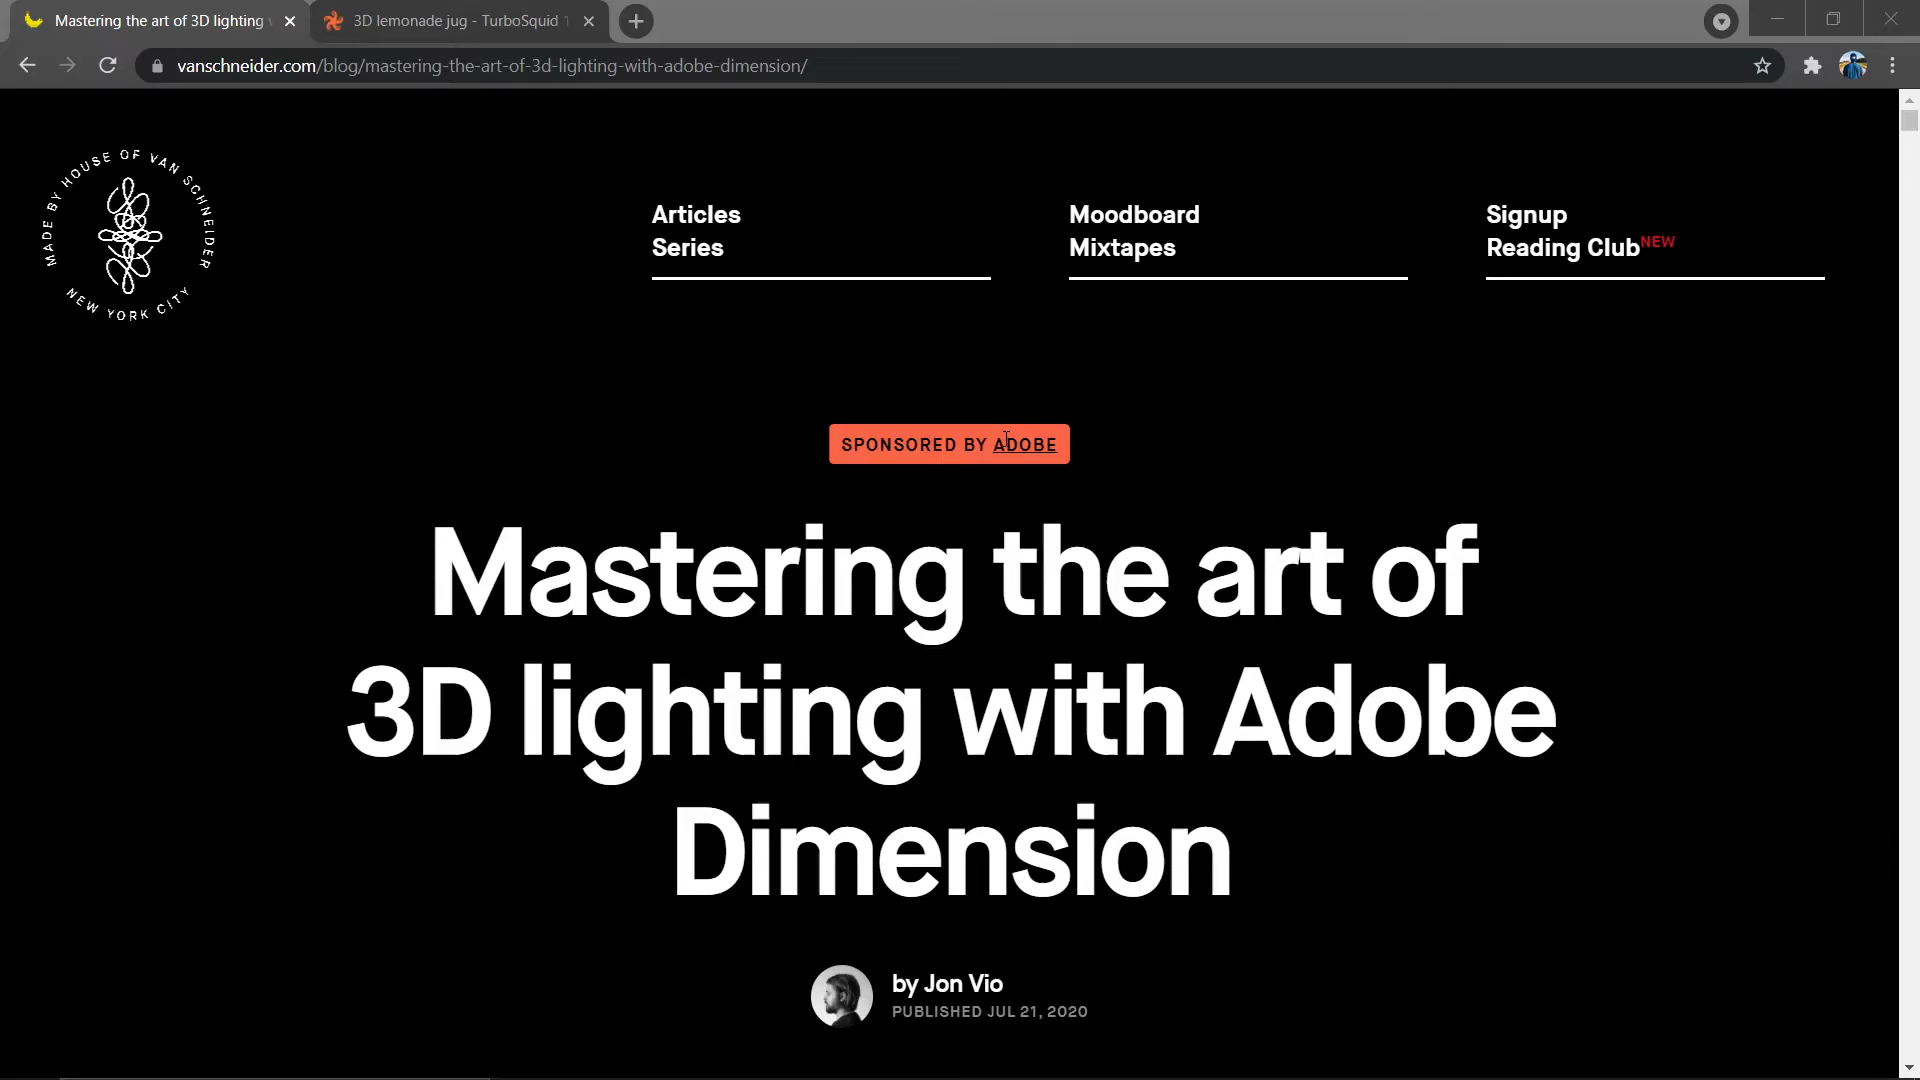 Mastering the art of 3D lighting
3D lemonade jug - TurboSquid
vanschneider.com/blog/mastering-the-art-of-3d-lighting-with-adobe-dimension/
MADE BY HOUSE OF VAN SCHNEIDER
NEW YORK CITY
Articles
Series
Moodboard
Mixtapes
Signup
Reading Club NEW
SPONSORED BY ADOBE
Mastering the art of
3D lighting with Adobe
Dimension
by Jon Vio
PUBLISHED JUL 21, 2020